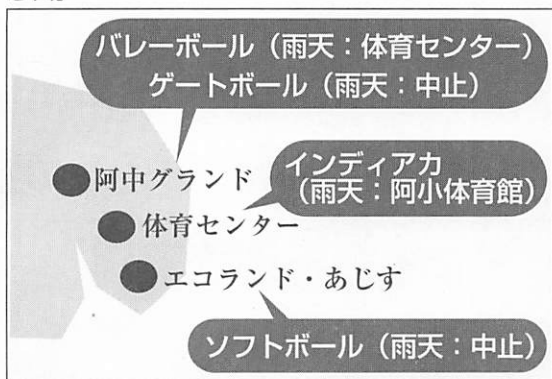 バレーボール（雨天：体育センター）
ゲートボール（雨天：中止）
阿中グランド
インディアカ
（雨天：阿小体育館）
体育センター
エコランド・あじす
ソフトボール（雨天：中止）